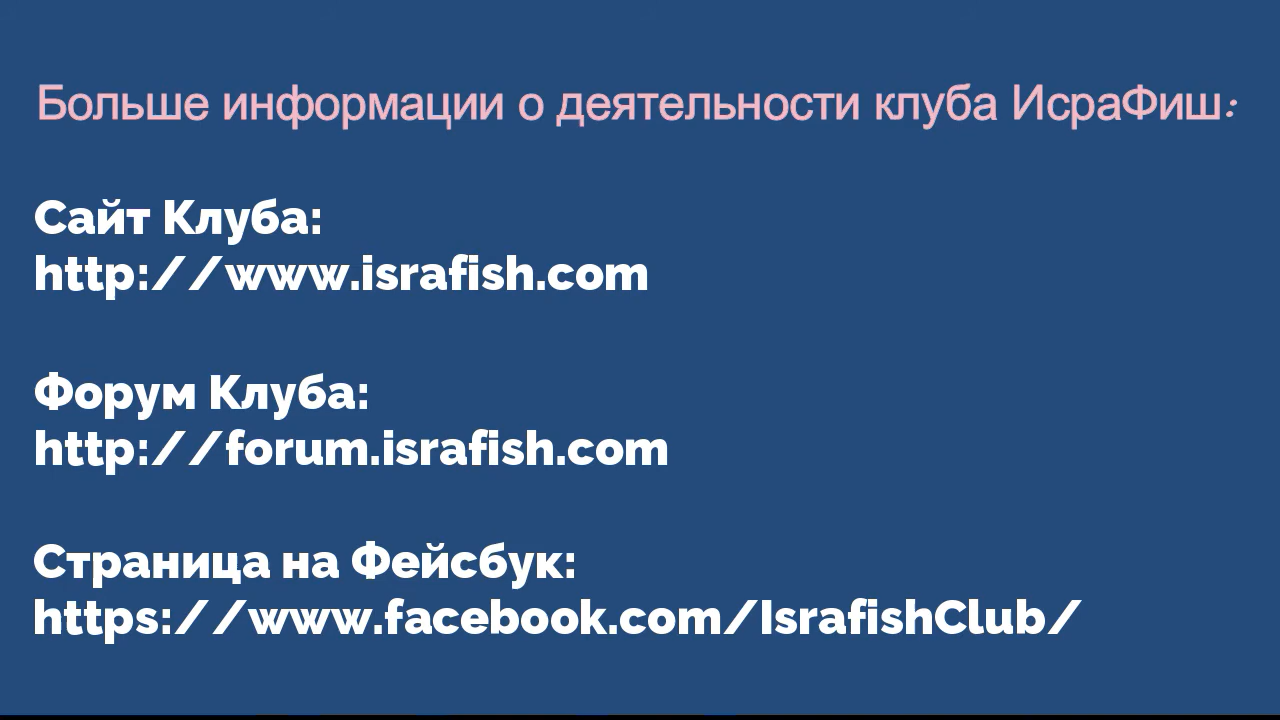 Больше информации о деятельности клуба ИсраФиш:
Сайт Клуба:
http://www.israfish.com
Форум Клуба:
http://forum.israfish.com
Страница на Фейсбук:
https://www.facebook.com/IsrafishClub/